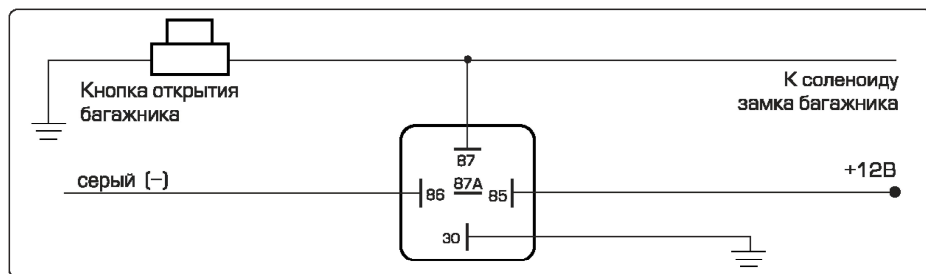 Кнопка открытия
багажника
К соленоиду
замка багажника
87
серый (-)
86
87A
85
+12В
30